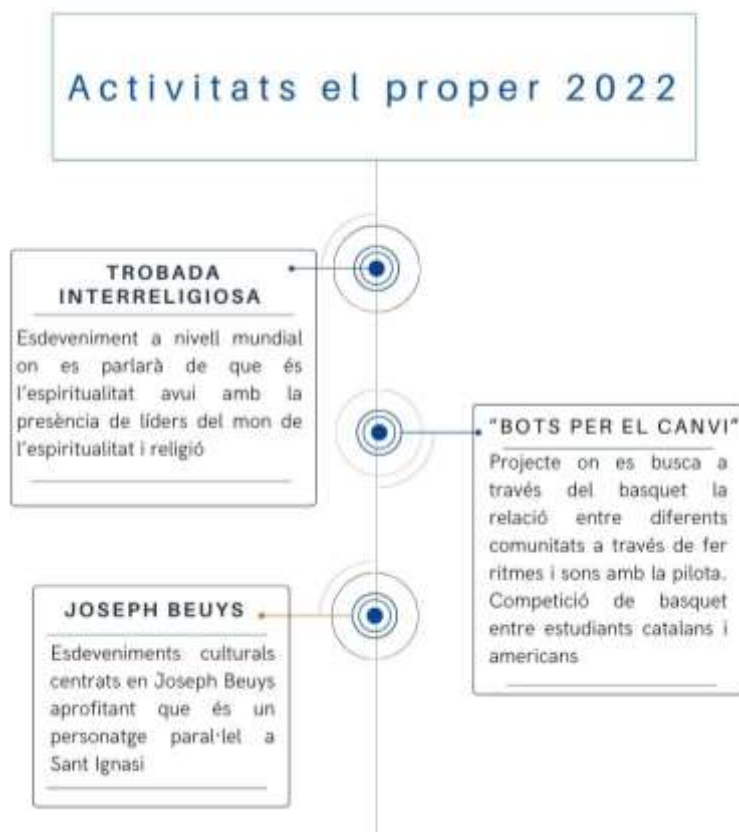 Activitats el proper 2022
TROBADA
INTERRELIGIOSA
Esdeveniment a nivell mundial
on es parlarà de que és
l'espiritualitat avui amb la
presència de líders del mon de
l'espiritualitat i religió
"BOTS PER EL CANVI"
Projecte on es busca a
través del basquet la
relació entre diferents
comunitats a través de fer
ritmes i sons amb la pilota.
Competició de basquet
entre estudiants catalans i
americans
JOSEPH BEUYS
Esdeveniments culturals
centrats en Joseph Beuys
aprofitant que és un
personatge paral·lel a
Sant Ignasi